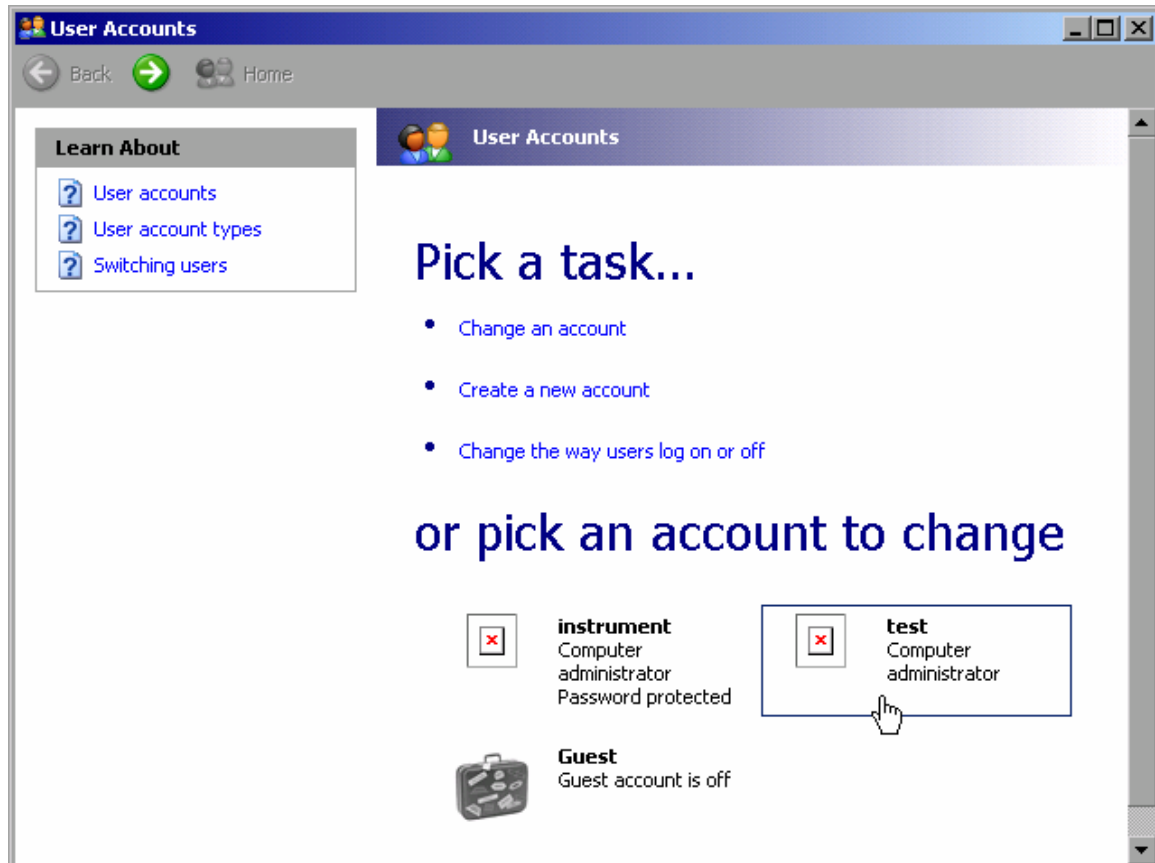 User Accounts
Back Home
Learn About
User accounts
User account types
Switching users
User Accounts
Pick a task...
Change an account
Create a new account
Change the way users log on or off
or pick an account to change
instrument
Computer
administrator
Password protected
test
Computer
administrator
Guest
Guest account is off